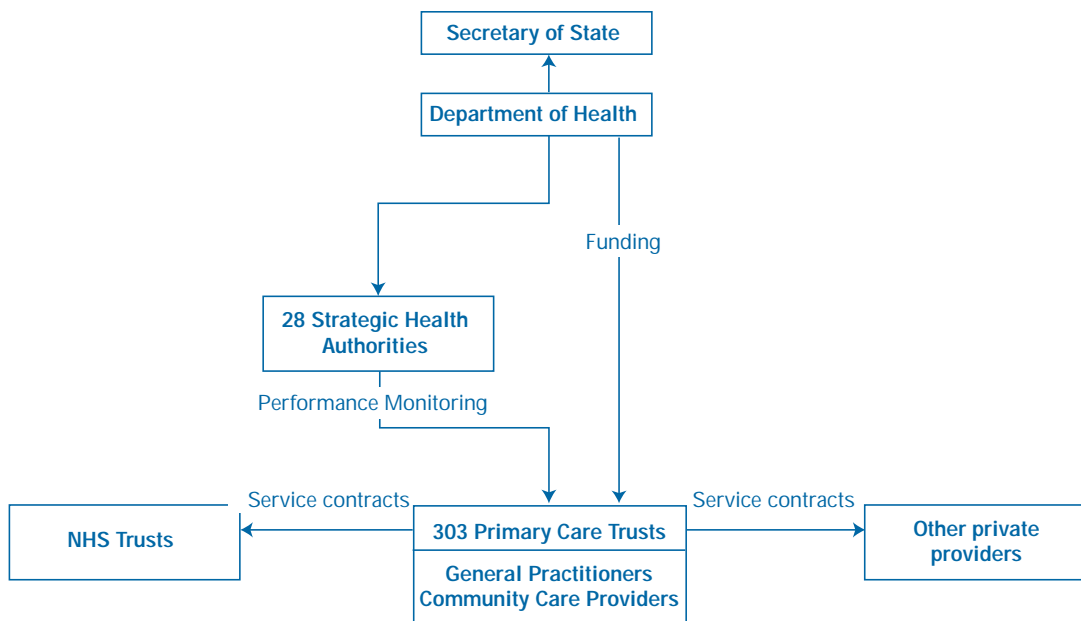 Secretary of State
Department of Health
Funding
28 Strategic Health
Authorities
Performance Monitoring
Service contracts
Service contracts
NHS Trusts
303 Primary Care Trusts
Other private
providers
General Practitioners
Community Care Providers